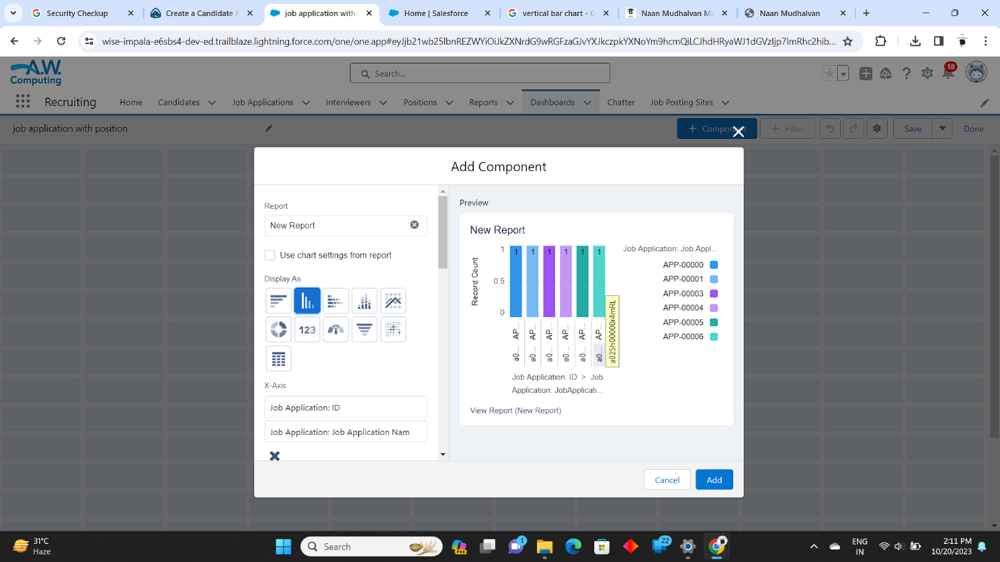 Security Checkup
Create a Candidate R
job application with
Home | Salesforce
vertical bar chart - G
Naan Mudhalvan Ma
Naan Mudhalvan
wise-impala-e6sbs4-dev-ed.trailblaze.lightning.force.com/one/one.app#eyJjb21wb25lbnREZWYiOiJkZXNrdG9wRGFzaGJvYXJkczpkYXNoYm9hcmQiLCJhdHRyaWJ1dGVzIjp7ImRhc2hib...
A.W.
Computing
Search...
18
Recruiting
Home
Candidates
Job Applications
Interviewers
Positions
Reports
Dashboards
Chatter
Job Posting Sites
job application with position
+ Component
+ Filter
Save
Done
Add Component
Report
New Report
Use chart settings from report
Display As
123
X-Axis
Job Application: ID
Job Application: Job Application Nam
Preview
New Report
Record Count
1
0.5
0
1 1 1 1 1 1
AP... AP... AP... AP... AP... AP...
a0... a0... a0... a0... a0... a0...
a025h00000r4mRL
Job Application: ID > Job
Application: JobApplicati...
Job Application: Job Appl...
APP-00000
APP-00001
APP-00003
APP-00004
APP-00005
APP-00006
View Report (New Report)
Cancel
Add
31°C
Haze
Search
PRE
1
22
ENG
IN
2:11 PM
10/20/2023